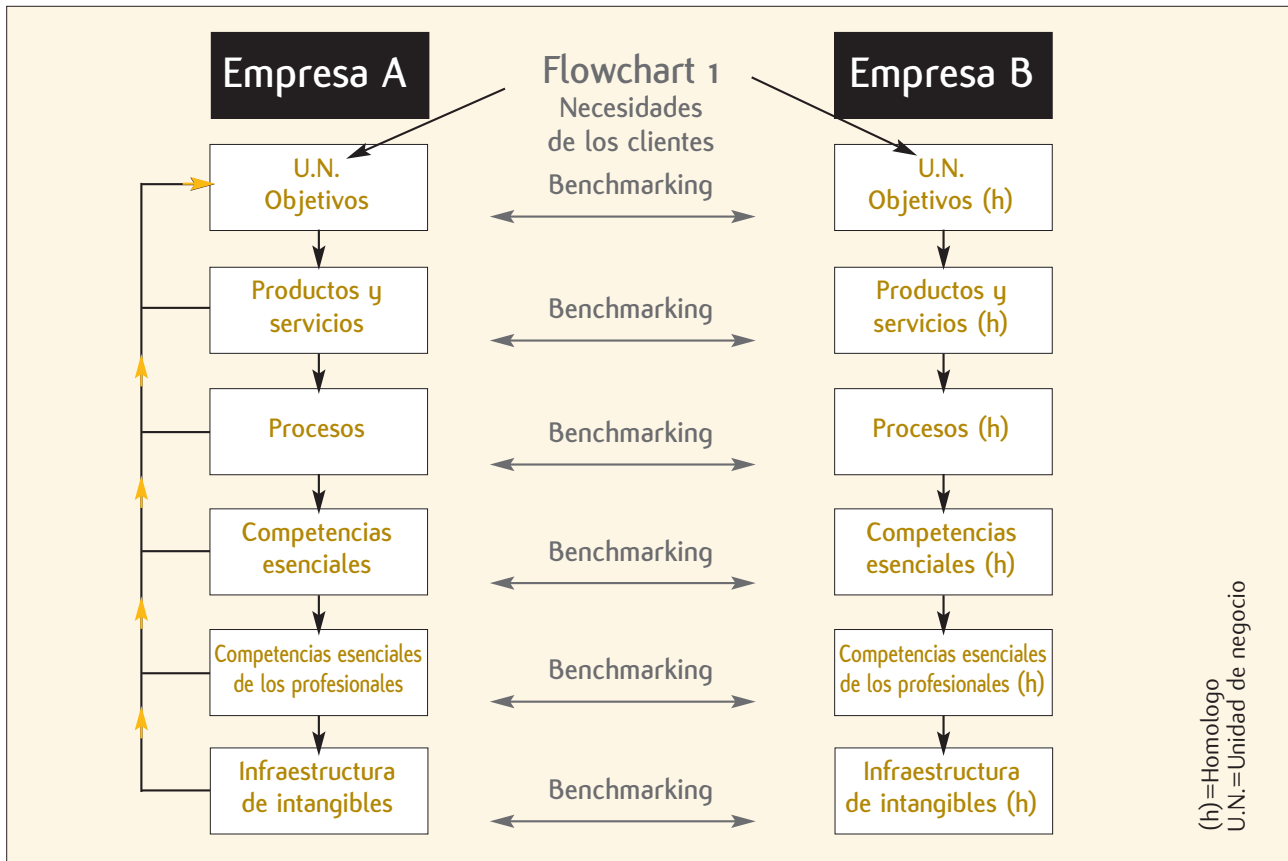 Empresa A
Flowchart 1
Empresa B
Necesidades
de los clientes
U.N.
Objetivos
Benchmarking
U.N.
Objetivos (h)
Productos y
servicios
Benchmarking
Productos y
servicios (h)
Procesos
Benchmarking
Procesos (h)
Competencias
esenciales
Benchmarking
Competencias
esenciales (h)
Competencias esenciales
de los profesionales
Benchmarking
Competencias esenciales
de los profesionales (h)
Infraestructura
de intangibles
Benchmarking
Infraestructura
de intangibles (h)
(h)=Homologo
U.N.=Unidad de negocio